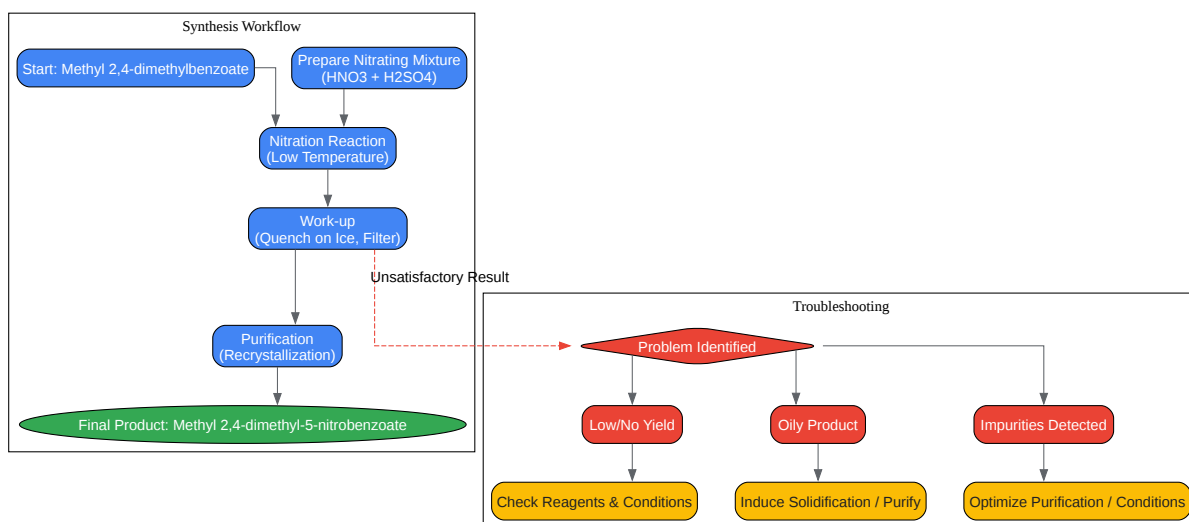 Synthesis Workflow
Start: Methyl 2,4-dimethylbenzoate
Prepare Nitrating Mixture
(HNO3 + H2SO4)
Nitration Reaction
(Low Temperature)
Work-up
(Quench on Ice, Filter)
Unsatisfactory Result
Purification
(Recrystallization)
Final Product: Methyl 2,4-dimethyl-5-nitrobenzoate
Troubleshooting
Problem Identified
Low/No Yield
Oily Product
Impurities Detected
Check Reagents & Conditions
Induce Solidification / Purify
Optimize Purification / Conditions